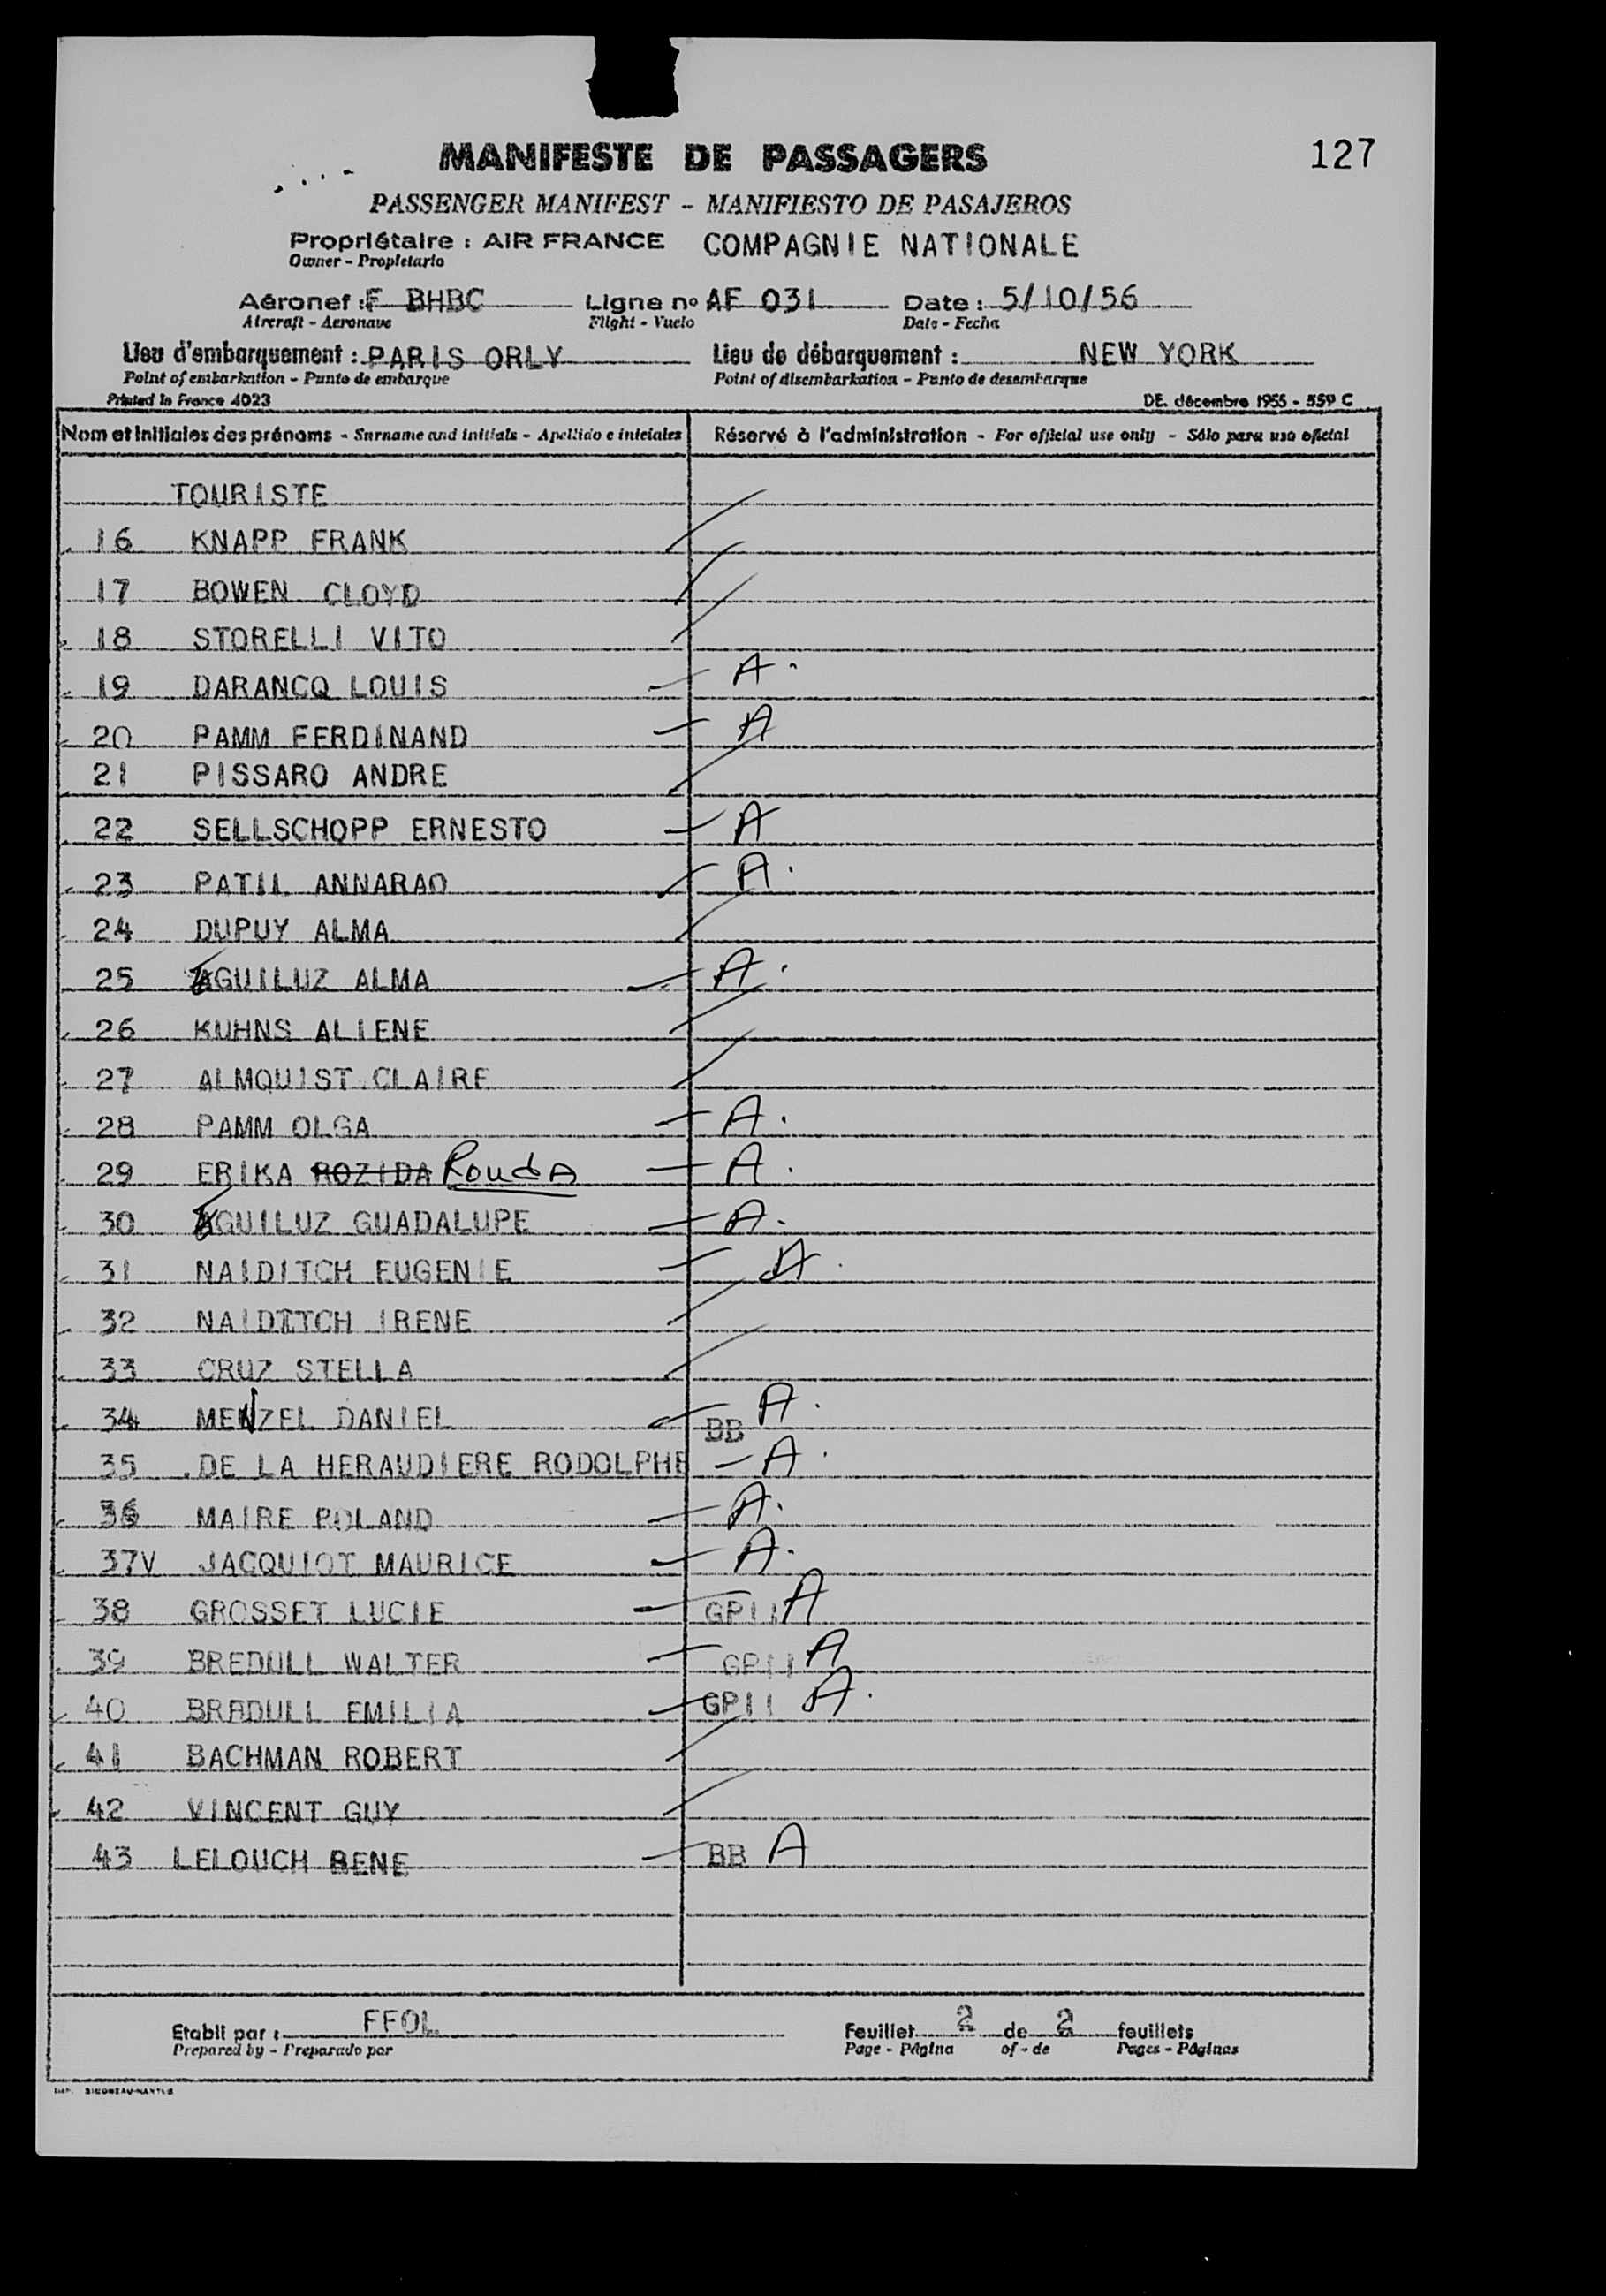 127
MANIFESTE DE PASSAGERS
PASSENGER MANIFEST - MANIFIESTO DE PASAJEROS
Propriétaire : AIR FRANCE COMPAGNIE NATIONALE
Owner - Propietario
Aéronef : F BHBC Ligne nº AF 031 Date : 5/10/56
Aircraft - Aeronave Flight - Vuelo Date - Fecha
Lieu d'embarquement : PARIS ORLY Lieu de débarquement : NEW YORK
Point of embarkation - Punto de embarque Point of disembarkation - Punto de desembarque
Printed in France 4023 DE. décembre 1955 - 559 C
Nom et initiales des prénoms - Surname and initials - Apellido e iniciales Réservé à l'administration - For official use only - Sólo para uso oficial
TOURISTE
16 KNAPP FRANK
17 BOWEN CLOYD
18 STORELLI VITO
19 DARANCQ LOUIS A.
20 PAMM FERDINAND A
21 PISSARO ANDRE
22 SELLSCHOPP ERNESTO A
23 PATIL ANNARAO A.
24 DUPUY ALMA
25 AGUILUZ ALMA A.
26 KUHNS ALIENE
27 ALMQUIST CLAIRE
28 PAMM OLGA A.
29 ERIKA ROZIDA RoudA A.
30 AGUILUZ GUADALUPE A.
31 NAIDITCH EUGENIE A.
32 NAIDITCH IRENE
33 CRUZ STELLA
34 MENZEL DANIEL BB A.
35 DE LA HERAUDIERE RODOLPHE A.
36 MAIRE ROLAND A.
37V JACQUIOT MAURICE A.
38 GROSSET LUCIE GPII A
39 BREDULL WALTER GPII A
40 BREDULL EMILIA GPII A.
41 BACHMAN ROBERT
42 VINCENT GUY
43 LELOUCH RENE BB A
Etabli par : FFOL Feuillet 2 de 2 feuillets
Prepared by - Preparado por Page - Página of - de Pages - Páginas